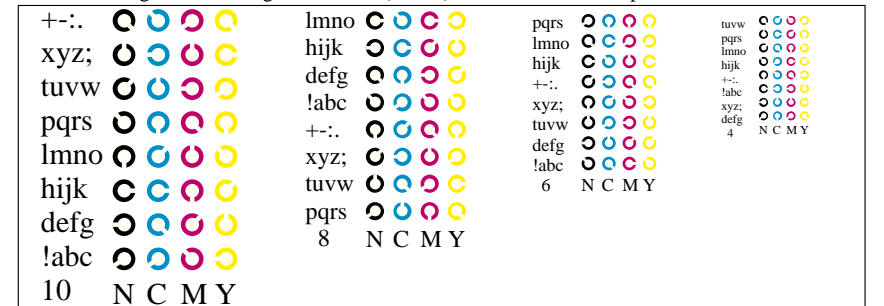 +-:.
xyz;
tuvw
pqrs
lmno
hijk
defg
!abc
10 N C M Y
lmno
hijk
defg
!abc
+-:.
xyz;
tuvw
pqrs
8 N C M Y
pqrs
lmno
hijk
+-:.
xyz;
tuvw
defg
!abc
6 N C M Y
tuvw
pqrs
lmno
hijk
+-:.
!abc
xyz;
defg
4 N C M Y